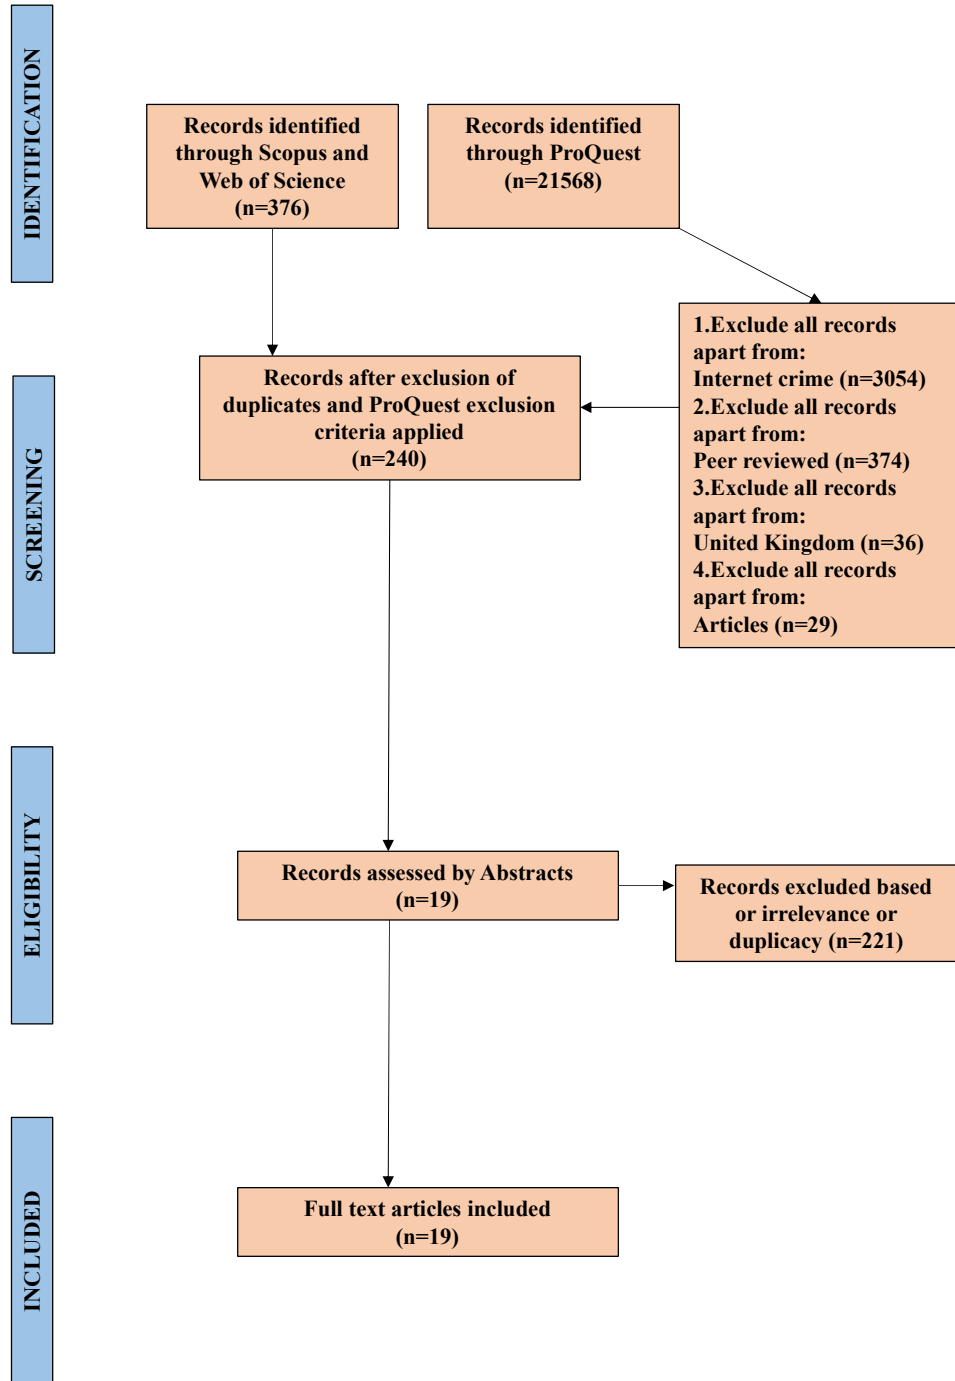 IDENTIFICATION
Records identified
through Scopus and
Web of Science
(n=376)
Records identified
through ProQuest
(n=21568)
SCREENING
Records after exclusion of
duplicates and ProQuest exclusion
criteria applied
(n=240)
1.Exclude all records
apart from:
Internet crime (n=3054)
2.Exclude all records
apart from:
Peer reviewed (n=374)
3.Exclude all records
apart from:
United Kingdom (n=36)
4.Exclude all records
apart from:
Articles (n=29)
ELIGIBILITY
Records assessed by Abstracts
(n=19)
Records excluded based
or irrelevance or
duplicacy (n=221)
INCLUDED
Full text articles included
(n=19)